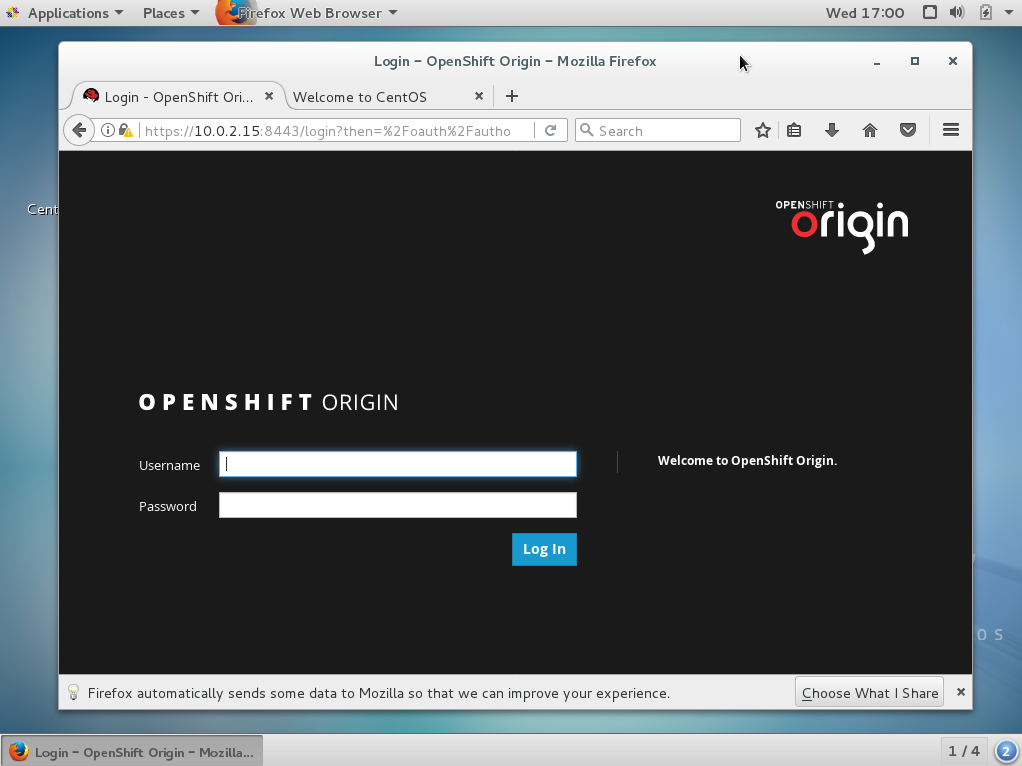 Applications Places Firefox Web Browser Wed 17:00
Login - OpenShift Origin - Mozilla Firefox
Login - OpenShift Ori... Welcome to CentOS
https://10.0.2.15:8443/login?then=%2Foauth%2Fautho Search
Cent
OPENSHIFT
origin
OPENSHIFT ORIGIN
Username
Welcome to OpenShift Origin.
Password
Log In
O S
Firefox automatically sends some data to Mozilla so that we can improve your experience. Choose What I Share
Login - OpenShift Origin - Mozilla... 1 / 4 2